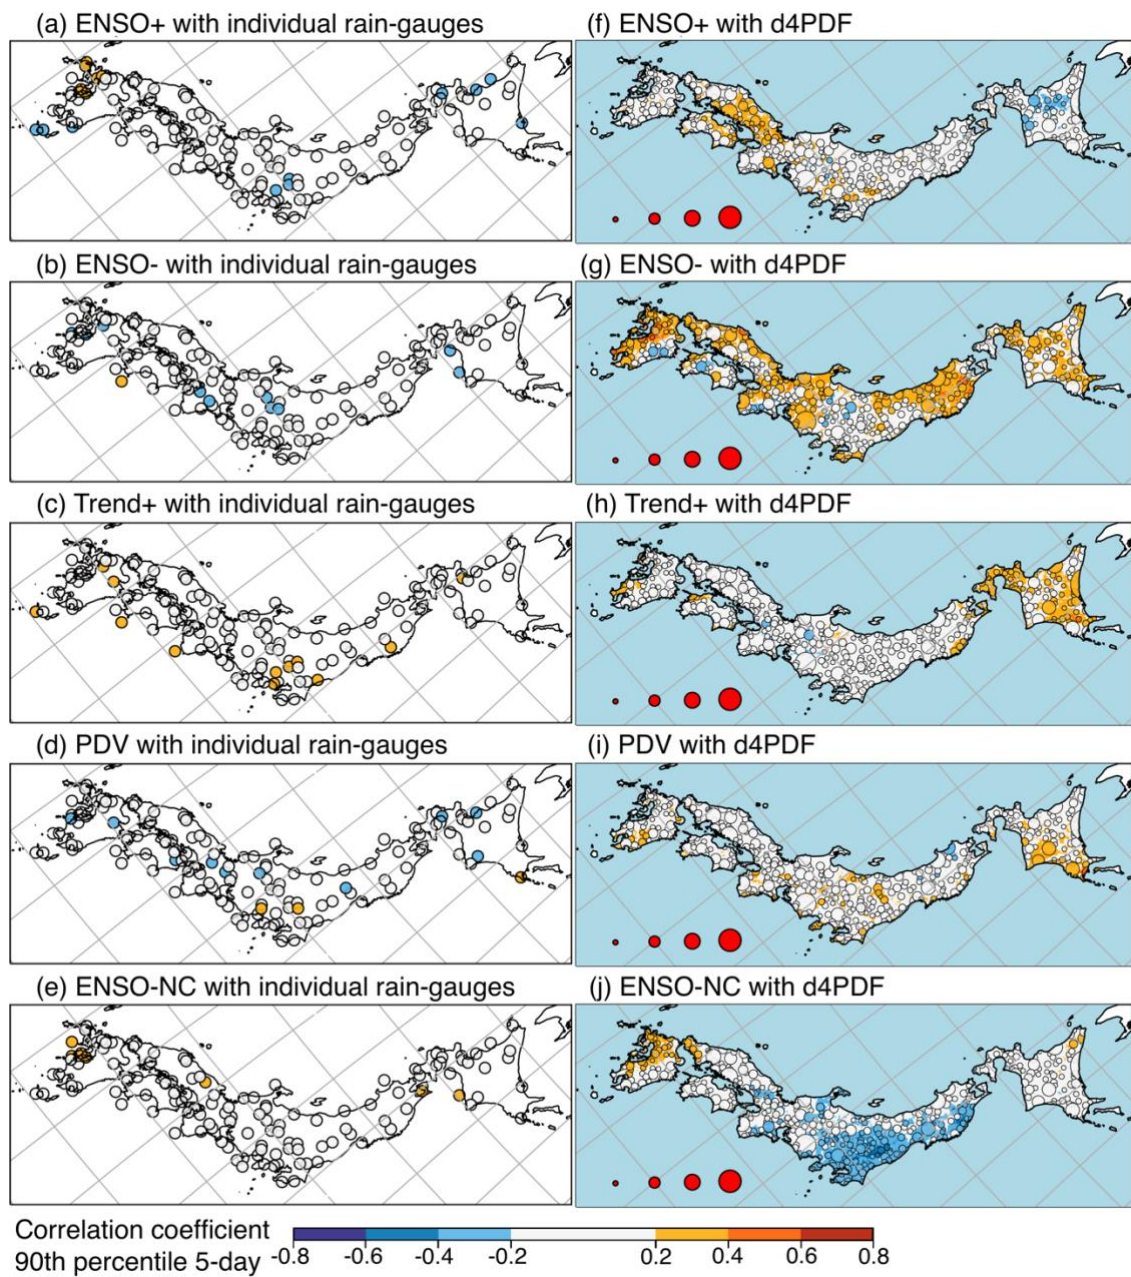 (a) ENSO+ with individual rain-gauges
(f) ENSO+ with d4PDF
(b) ENSO- with individual rain-gauges
(g) ENSO- with d4PDF
(c) Trend+ with individual rain-gauges
(h) Trend+ with d4PDF
(d) PDV with individual rain-gauges
(i) PDV with d4PDF
(e) ENSO-NC with individual rain-gauges
(j) ENSO-NC with d4PDF
Correlation coefficient
90th percentile 5-day
-0.8 -0.6 -0.4 -0.2 0.2 0.4 0.6 0.8